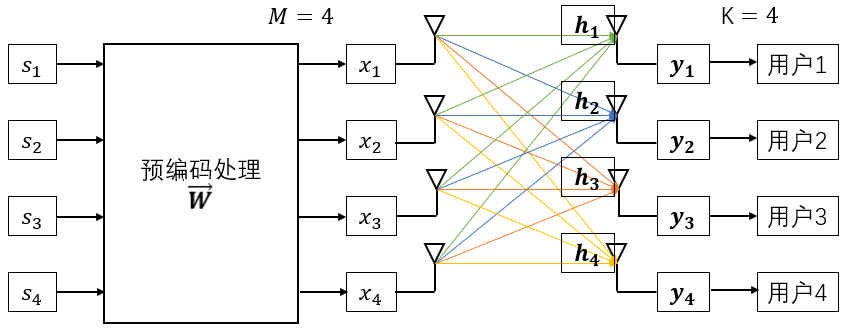 M = 4
K = 4
s₁
x₁
h₁
y₁
用户1
s₂
x₂
h₂
y₂
用户2
预编码处理
W⃗
s₃
x₃
h₃
y₃
用户3
s₄
x₄
h₄
y₄
用户4